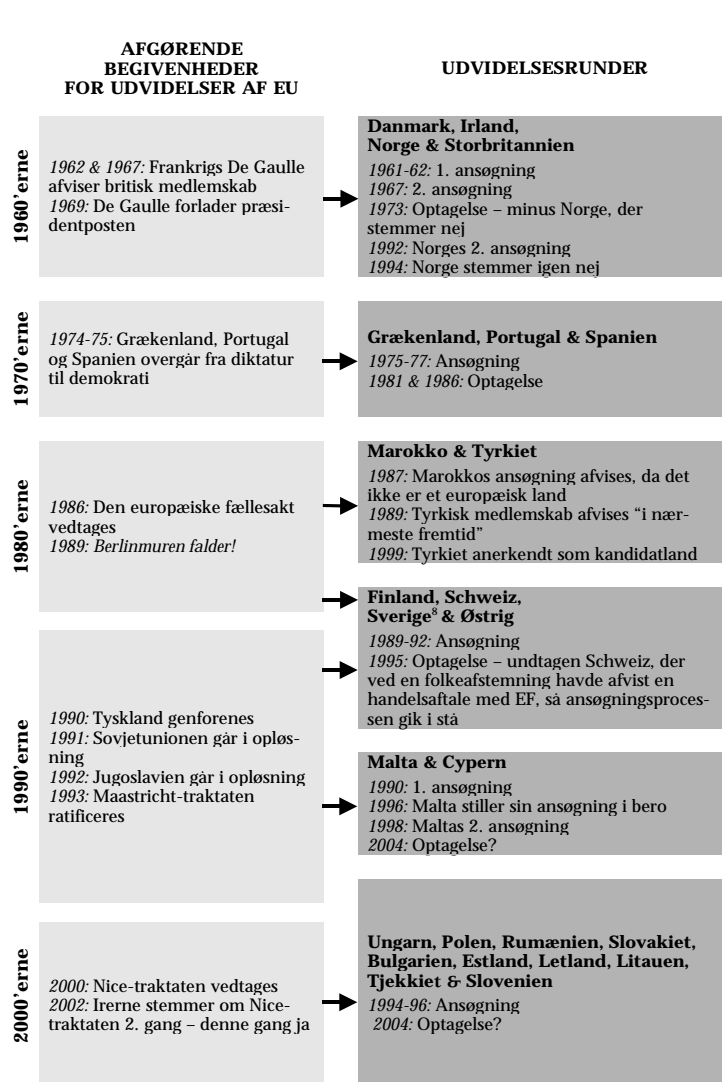 AFGØRENDE
BEGIVENHEDER
FOR UDVIDELSER AF EU
UDVIDELSESRUNDER
1960'erne
1962 & 1967: Frankrigs De Gaulle
afviser britisk medlemskab
1969: De Gaulle forlader præsi-
dentposten
Danmark, Irland,
Norge & Storbritannien
1961-62: 1. ansøgning
1967: 2. ansøgning
1973: Optagelse – minus Norge, der
stemmer nej
1992: Norges 2. ansøgning
1994: Norge stemmer igen nej
1970'erne
1974-75: Grækenland, Portugal
og Spanien overgår fra diktatur
til demokrati
Grækenland, Portugal & Spanien
1975-77: Ansøgning
1981 & 1986: Optagelse
1980'erne
1986: Den europæiske fællesakt
vedtages
1989: Berlinmuren falder!
Marokko & Tyrkiet
1987: Marokkos ansøgning afvises, da det
ikke er et europæisk land
1989: Tyrkisk medlemskab afvises “i nær-
meste fremtid”
1999: Tyrkiet anerkendt som kandidatland
Finland, Schweiz,
Sverige⁸ & Østrig
1989-92: Ansøgning
1995: Optagelse – undtagen Schweiz, der
ved en folkeafstemning havde afvist en
handelsaftale med EF, så ansøgningsproces-
sen gik i stå
1990'erne
1990: Tyskland genforenes
1991: Sovjetunionen går i opløs-
ning
1992: Jugoslavien går i opløsning
1993: Maastricht-traktaten
ratificeres
Malta & Cypern
1990: 1. ansøgning
1996: Malta stiller sin ansøgning i bero
1998: Maltas 2. ansøgning
2004: Optagelse?
2000'erne
2000: Nice-traktaten vedtages
2002: Irerne stemmer om Nice-
traktaten 2. gang – denne gang ja
Ungarn, Polen, Rumænien, Slovakiet,
Bulgarien, Estland, Letland, Litauen,
Tjekkiet & Slovenien
1994-96: Ansøgning
2004: Optagelse?